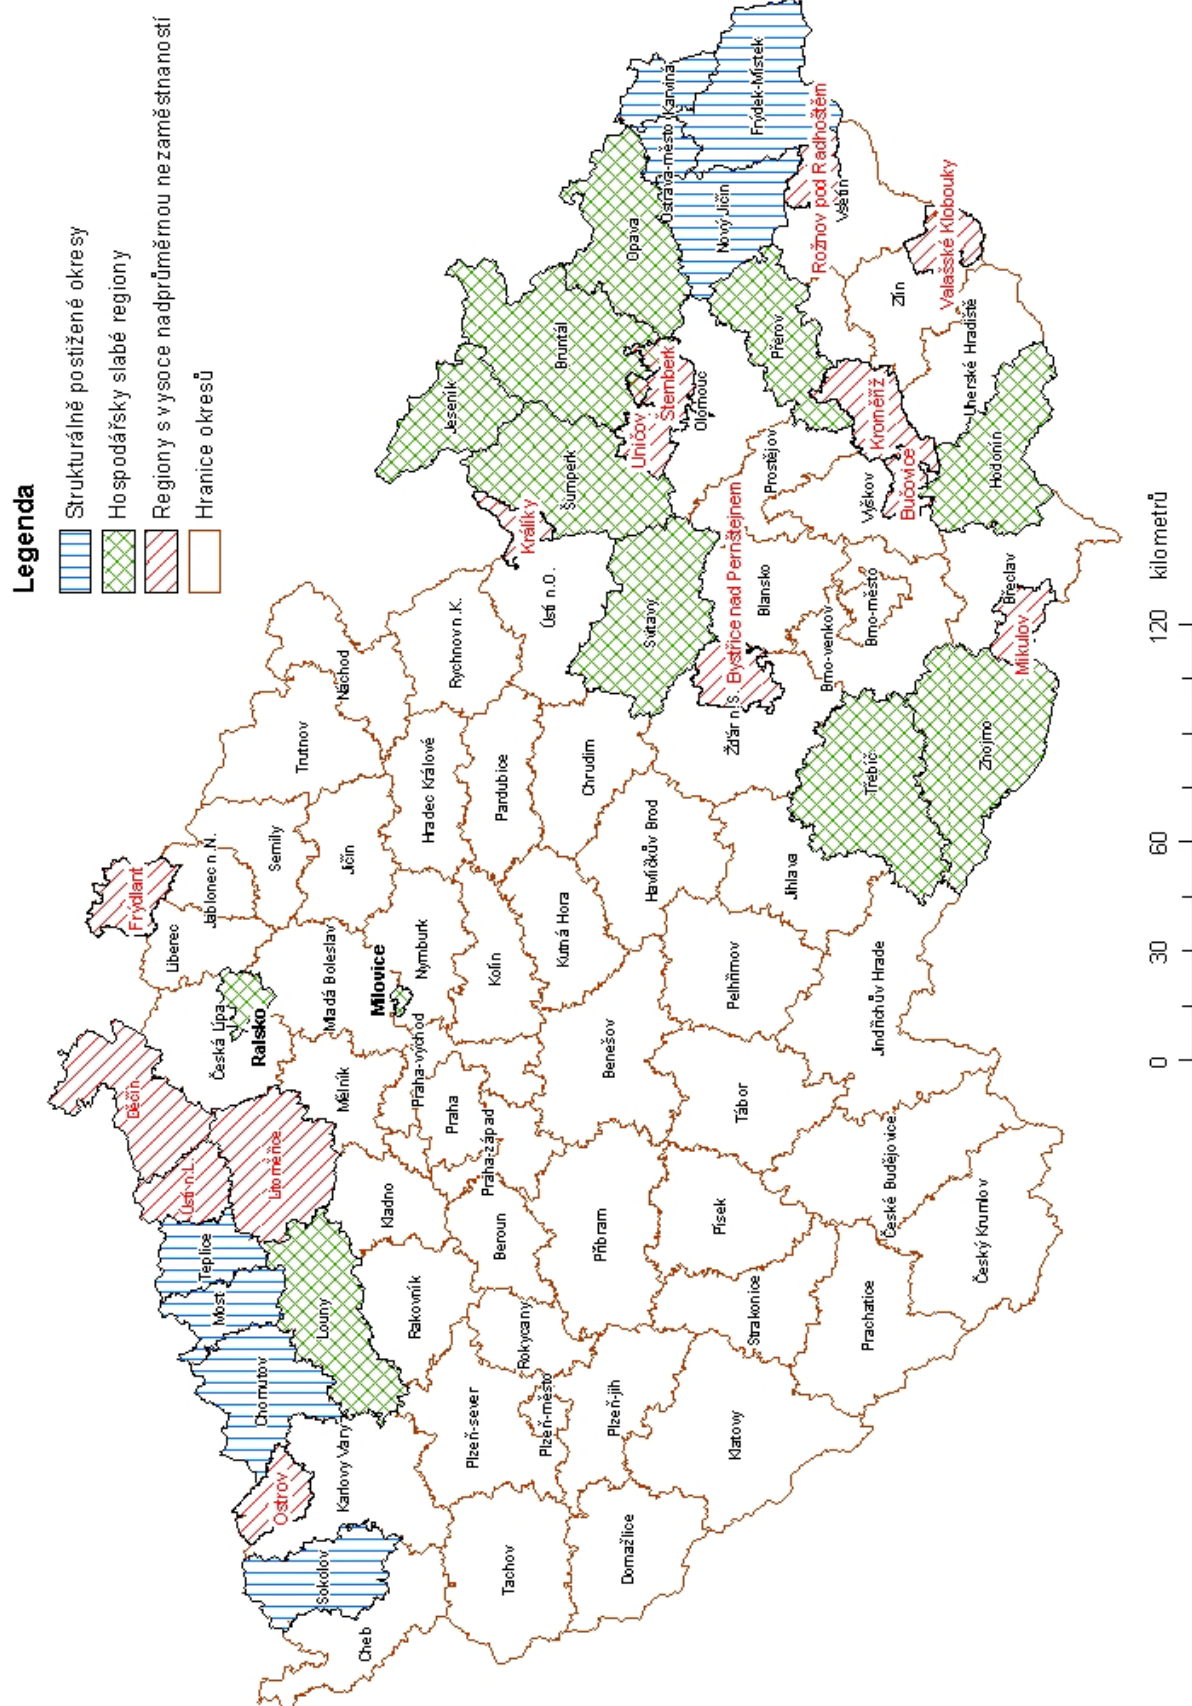 Legenda
Strukturálně postižené okresy
Hospodářsky slabé regiony
Regiony s vysoce nadprůměrnou nezaměstnaností
Hranice okresů
Frýdlant
Liberec
Jablonec n.N.
Semily
Trutnov
Náchod
Jičín
Děčín
Česká Lípa
Ralsko
Ústí n.L.
Litoměřice
Teplice
Most
Chomutov
Louny
Ostrov
Karlovy Vary
Sokolov
Cheb
Mělník
Mladá Boleslav
Milovice
Nymburk
Hradec Králové
Rychnov n.K.
Kladno
Rakovník
Praha-východ
Praha
Praha-západ
Beroun
Kolín
Pardubice
Ústí n.O.
Králíky
Šumperk
Jeseník
Bruntál
Opava
Ostrava-město
Karviná
Frýdek-Místek
Nový Jičín
Plzeň-sever
Rokycany
Plzeň-město
Plzeň-jih
Tachov
Domažlice
Klatovy
Příbram
Benešov
Kutná Hora
Chrudim
Svitavy
Uničov
Šternberk
Olomouc
Přerov
Rožnov pod Radhoštěm
Vsetín
Strakonice
Písek
Tábor
Pelhřimov
Havlíčkův Brod
Žďár n.S.
Bystřice nad Pernštejnem
Blansko
Prostějov
Kroměříž
Zlín
Valašské Klobouky
Prachatice
České Budějovice
Jindřichův Hrade
Jihlava
Třebíč
Brno-venkov
Brno-město
Vyškov
Bučovice
Uherské Hradiště
Český Krumlov
Znojmo
Mikulov
Břeclav
Hodonín
0
30
60
120
kilometrů